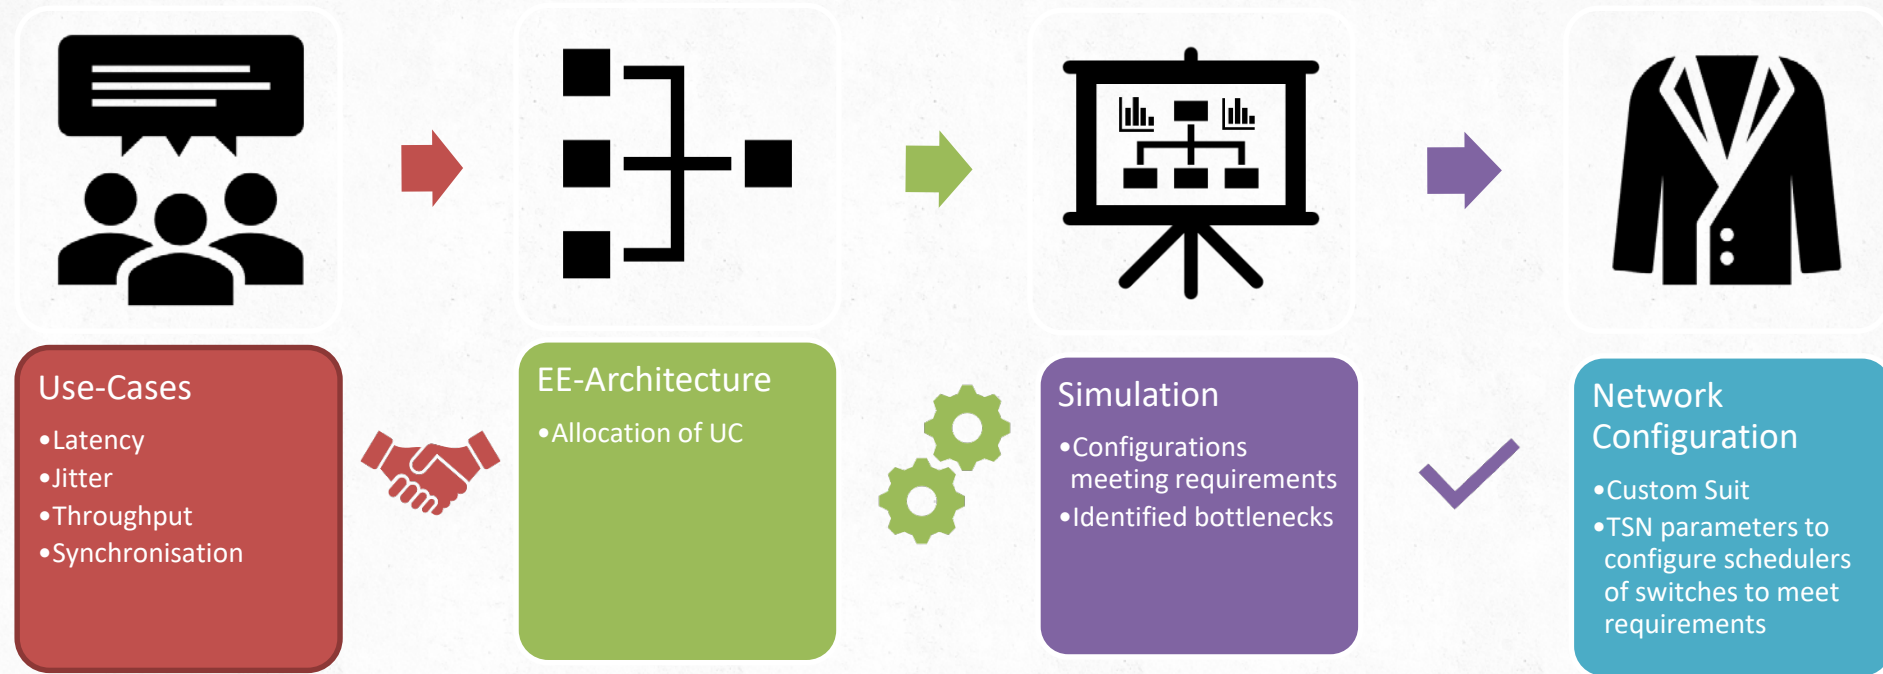 Use-Cases
•Latency
•Jitter
•Throughput
•Synchronisation
EE-Architecture
•Allocation of UC
Simulation
•Configurations
meeting requirements
•Identified bottlenecks
Network
Configuration
•Custom Suit
•TSN parameters to
configure schedulers
of switches to meet
requirements